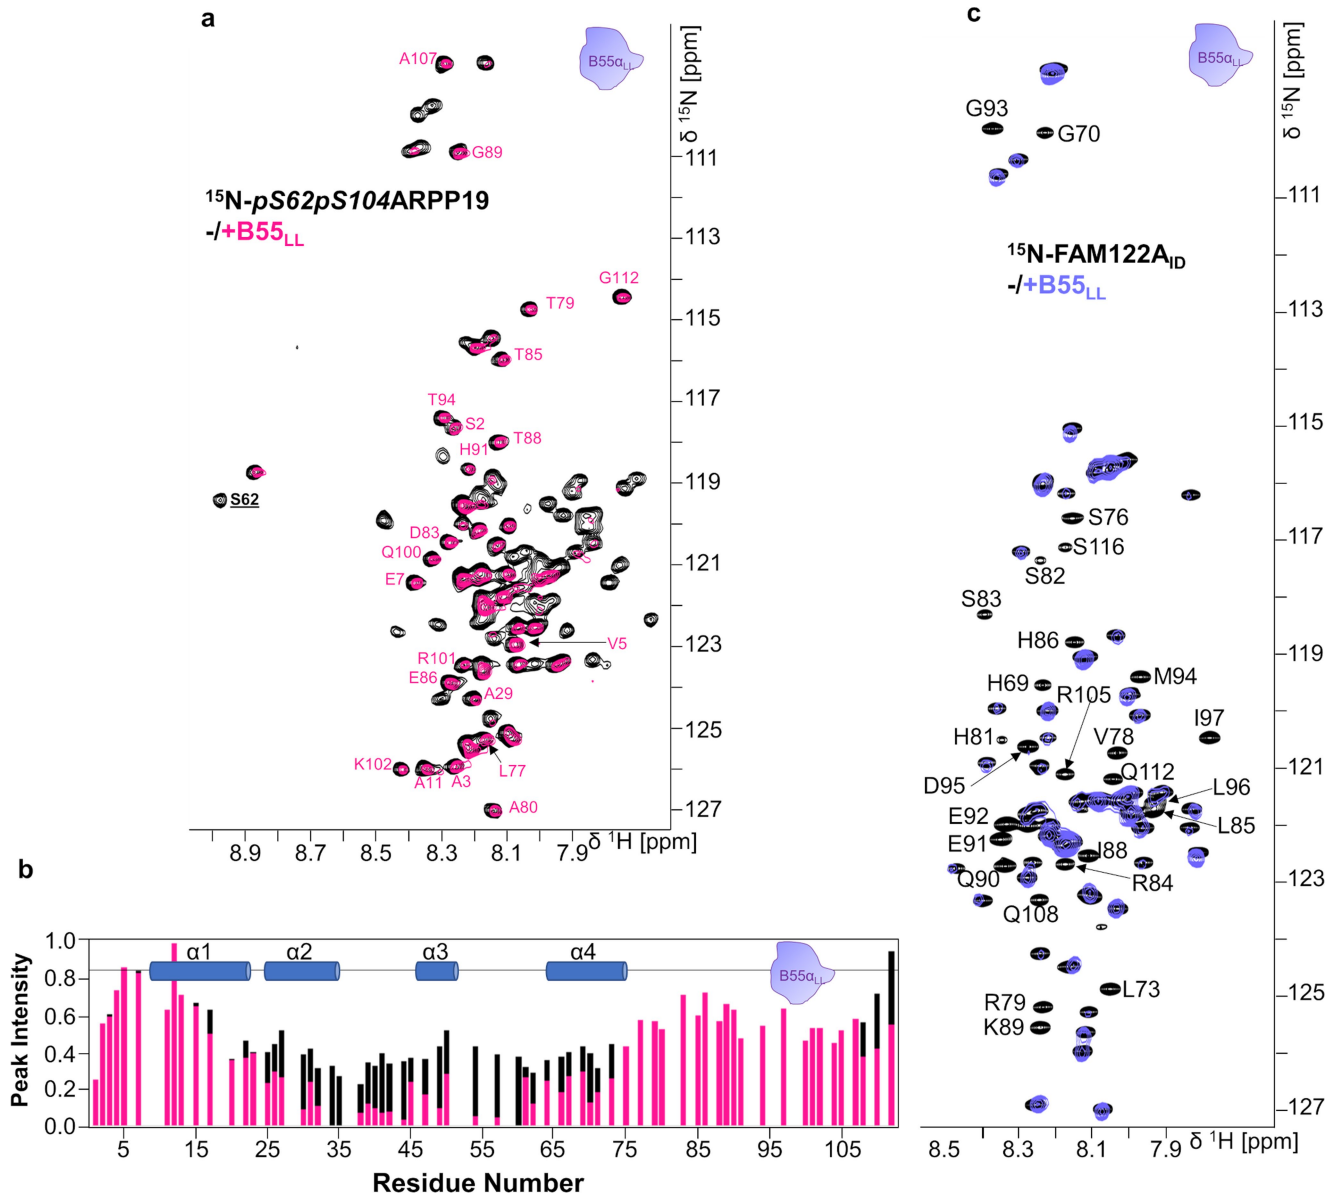 a
A107
B55αLL
δ 15N [ppm]
G89
111
15N-pS62pS104ARPP19
-/+B55LL
113
G112
T79
115
T85
T94
117
S2
T88
H91
119
S62
D83
Q100
121
E7
V5
123
R101
E86
A29
125
K102
A11
A3
L77
A80
127
8.9
8.7
8.5
8.3
8.1
7.9
δ 1H [ppm]
b
1.0
0.8
0.6
0.4
0.2
0.0
Peak Intensity
α1
α2
α3
α4
B55αLL
5
15
25
35
45
55
65
75
85
95
105
Residue Number
c
B55αLL
δ 15N [ppm]
G93
G70
111
15N-FAM122AID
-/+B55LL
113
115
S76
S116
117
S82
S83
H86
119
H69
M94
R105
I97
H81
V78
D95
Q112
121
L96
E92
L85
E91
I88
Q90
R84
123
Q108
L73
125
R79
K89
127
8.5
8.3
8.1
7.9
δ 1H [ppm]